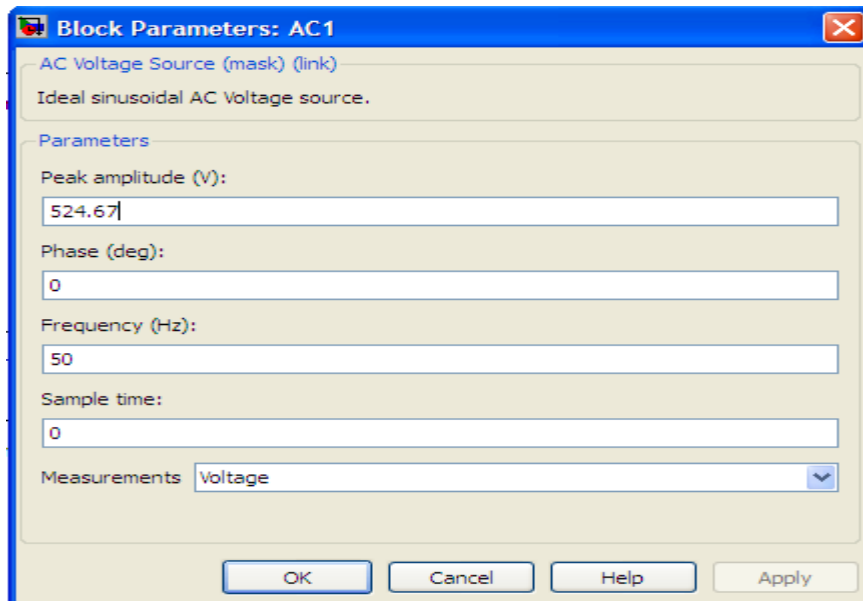 Block Parameters: AC1
AC Voltage Source (mask) (link)
Ideal sinusoidal AC Voltage source.
Parameters
Peak amplitude (V):
524.67
Phase (deg):
0
Frequency (Hz):
50
Sample time:
0
Measurements Voltage
OK Cancel Help Apply